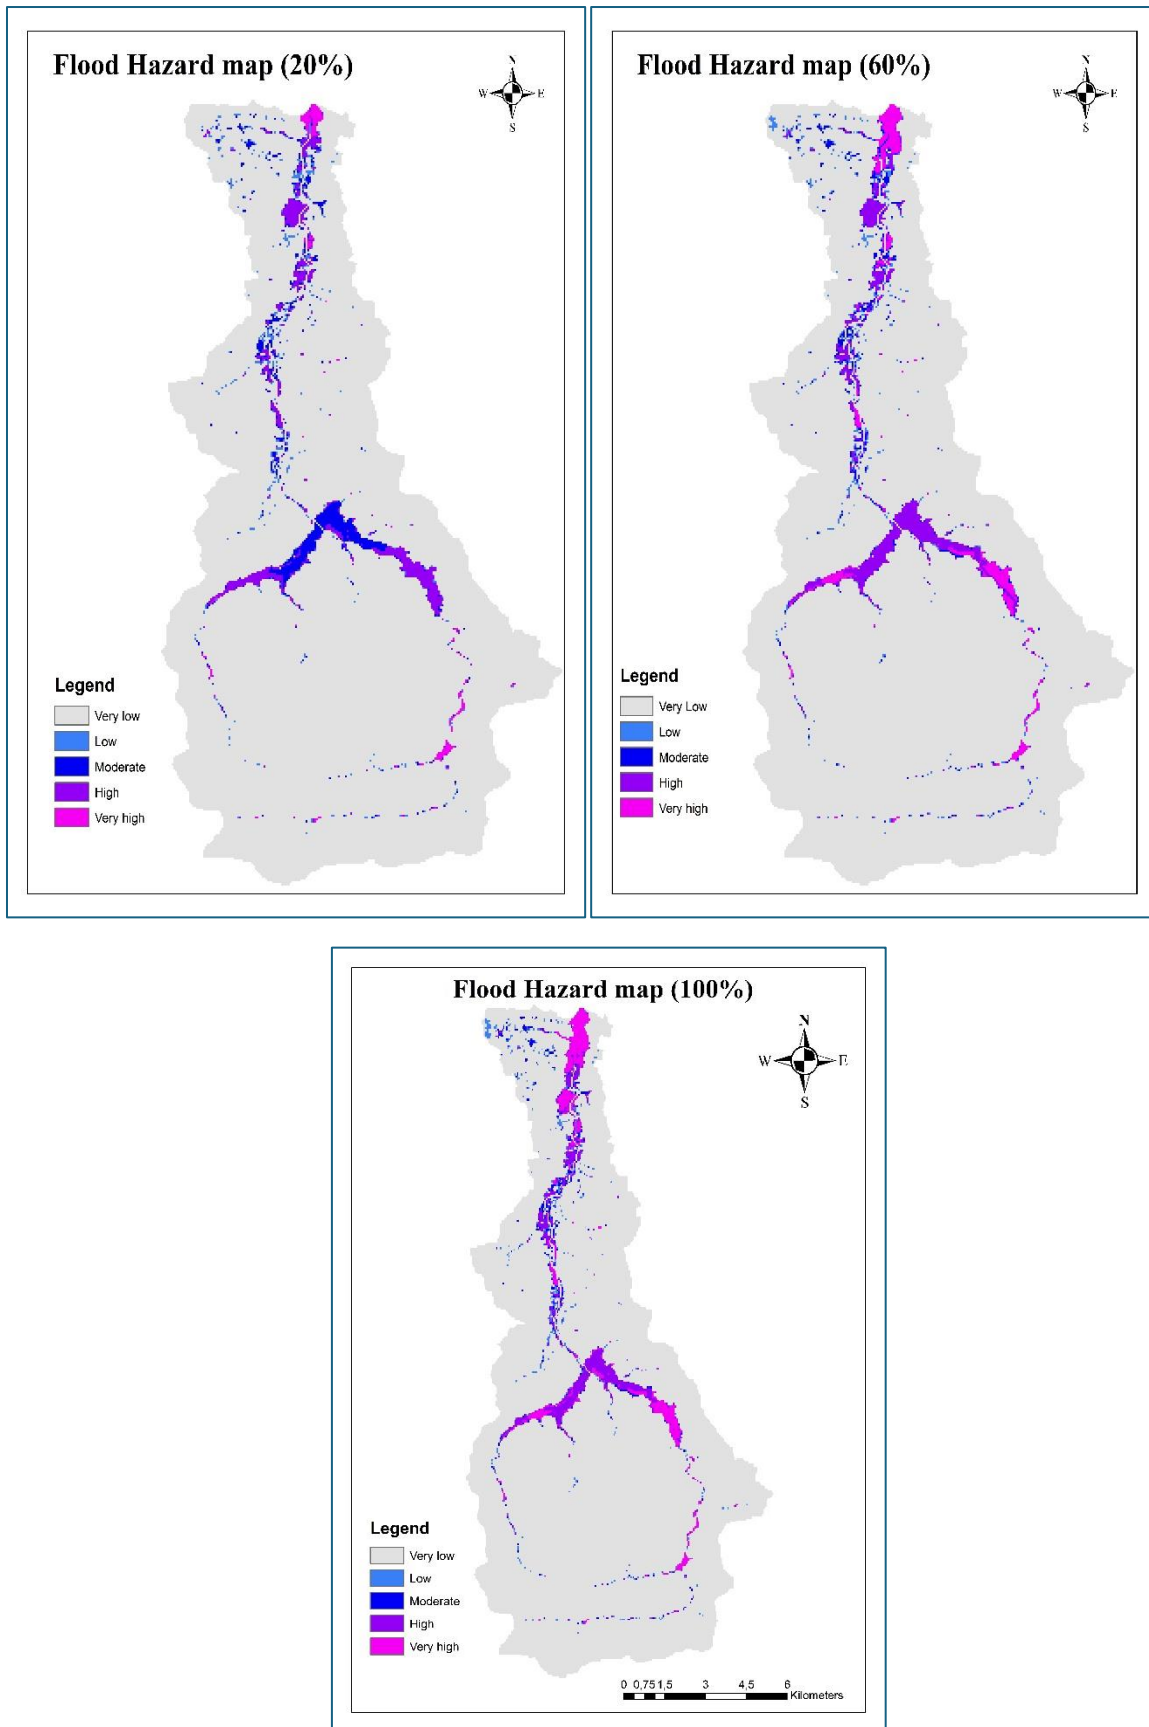 Flood Hazard map (20%)
N
W E
S
Legend
Very low
Low
Moderate
High
Very high
Flood Hazard map (60%)
N
W E
S
Legend
Very Low
Low
Moderate
High
Very high
Flood Hazard map (100%)
N
W E
S
Legend
Very low
Low
Moderate
High
Very high
0 0,75 1,5 3 4,5 6
Kilometers